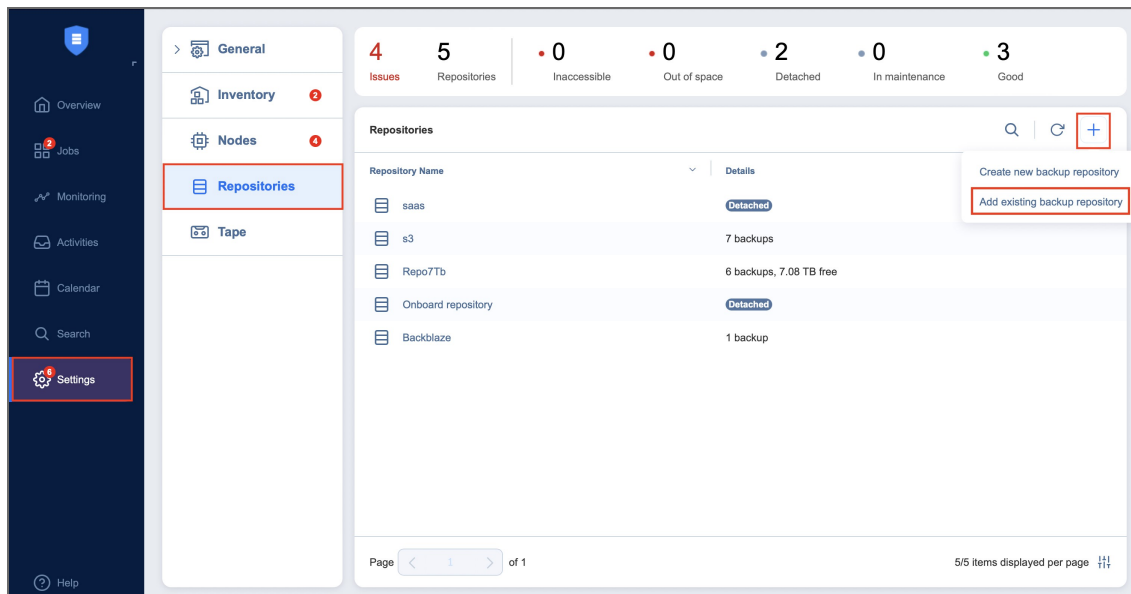 Overview
2
Jobs
Monitoring
Activities
Calendar
Search
6
Settings
Help
General
Inventory 2
Nodes 4
Repositories
Tape
4 5 0 0 2 0 3
Issues Repositories Inaccessible Out of space Detached In maintenance Good
Repositories
Create new backup repository
Add existing backup repository
Repository Name Details
saas Detached
s3 7 backups
Repo7Tb 6 backups, 7.08 TB free
Onboard repository Detached
Backblaze 1 backup
Page 1 of 1
5/5 items displayed per page